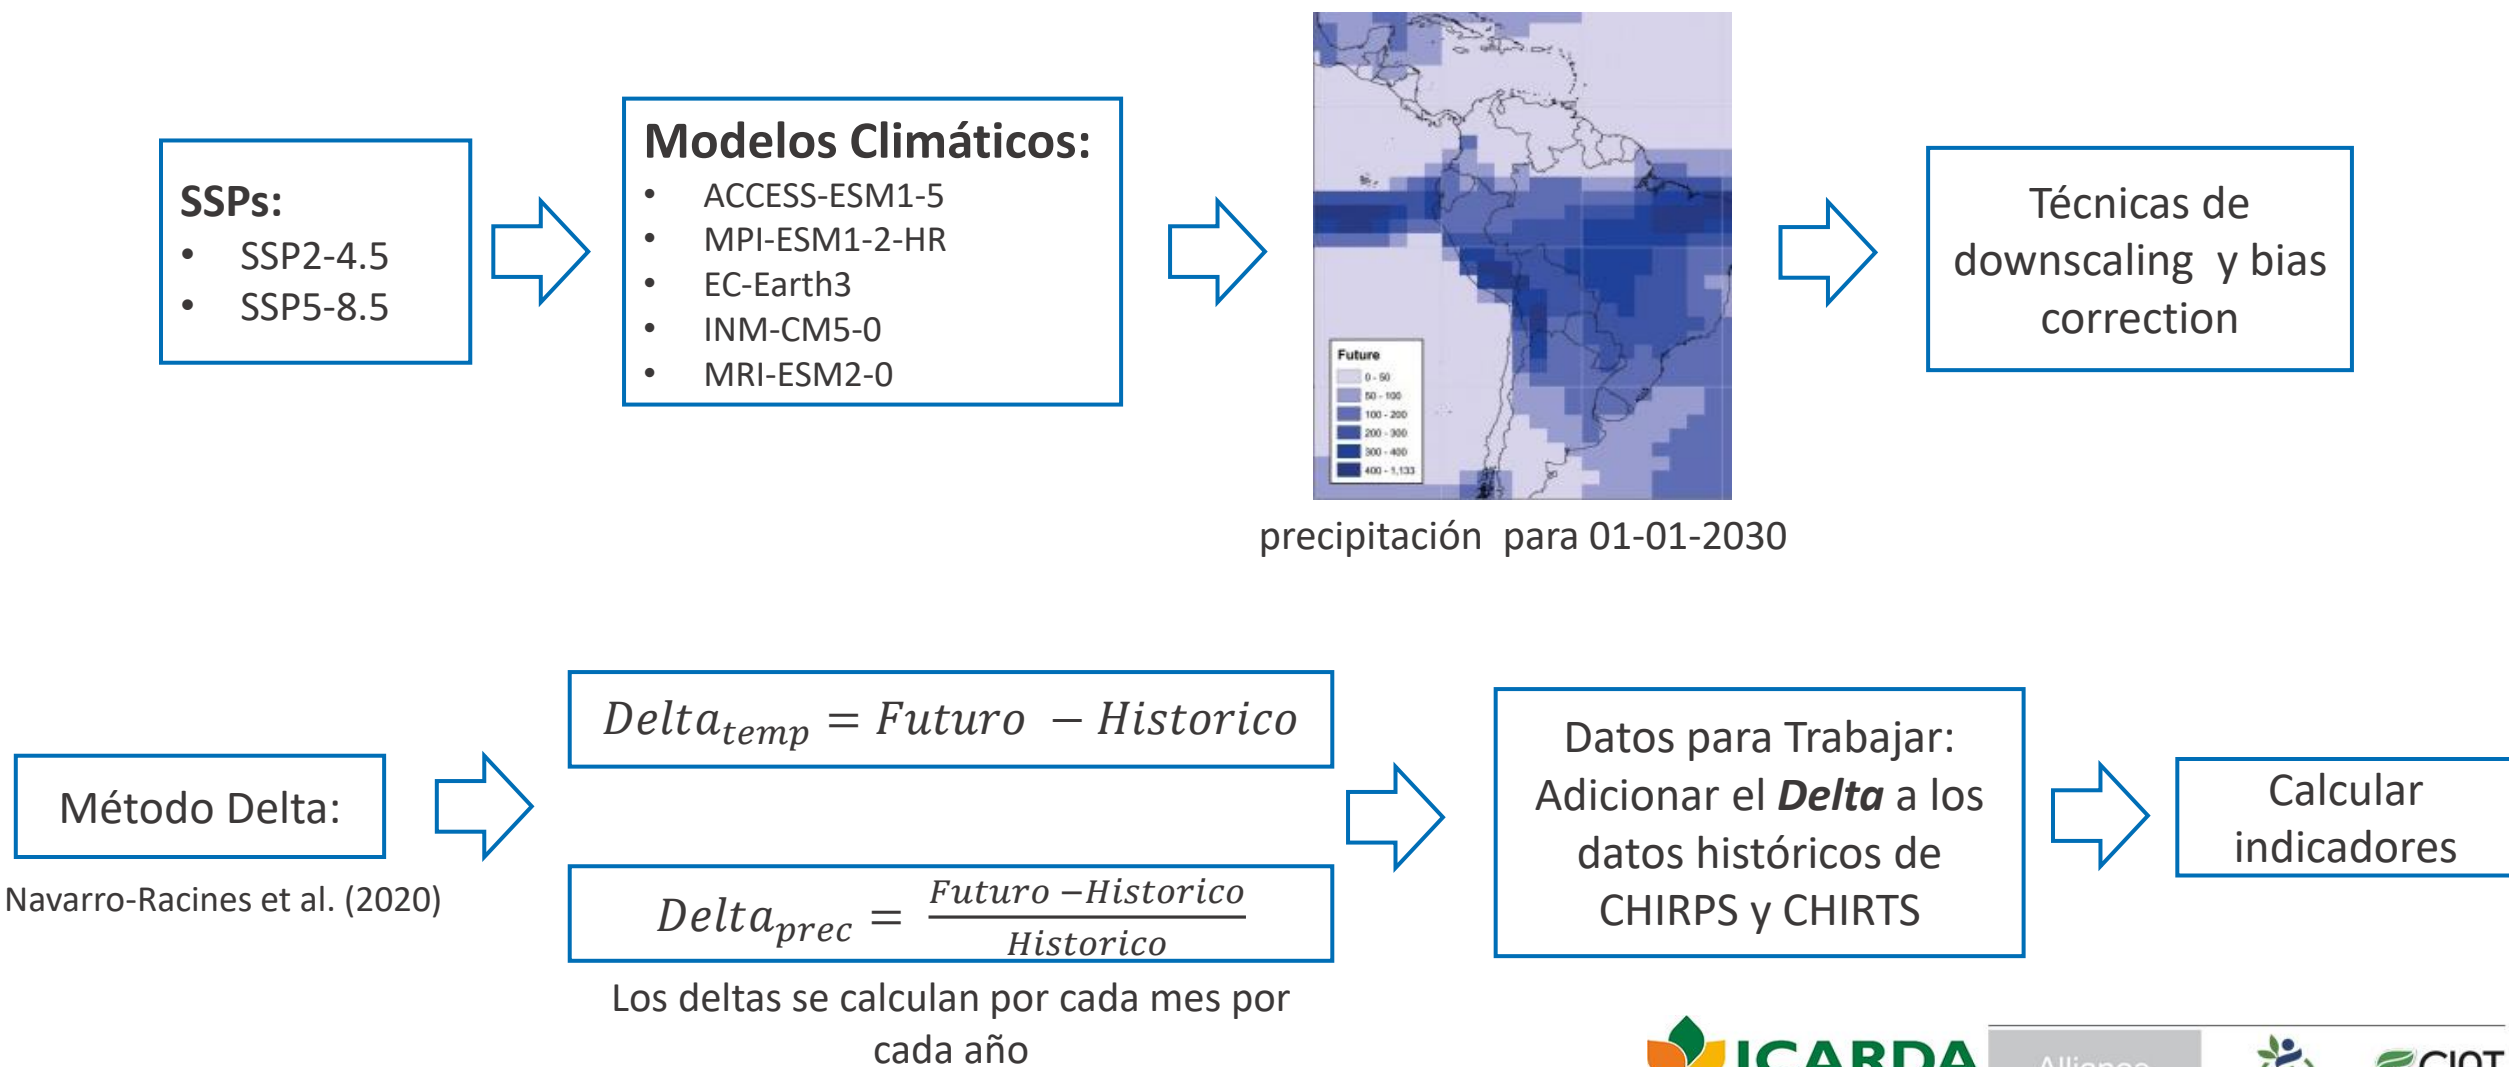 SSPs:
• SSP2-4.5
• SSP5-8.5
Modelos Climáticos:
• ACCESS-ESM1-5
• MPI-ESM1-2-HR
• EC-Earth3
• INM-CM5-0
• MRI-ESM2-0
Future
0 - 50
50 - 100
100 - 200
200 - 300
300 - 400
400 - 1,133
precipitación para 01-01-2030
Técnicas de
downscaling y bias
correction
Método Delta:
Navarro-Racines et al. (2020)
Delta_temp = Futuro − Historico
Delta_prec = (Futuro −Historico) / Historico
Los deltas se calculan por cada mes por
cada año
Datos para Trabajar:
Adicionar el Delta a los
datos históricos de
CHIRPS y CHIRTS
Calcular
indicadores
ICARDA
Alliance
CIAT